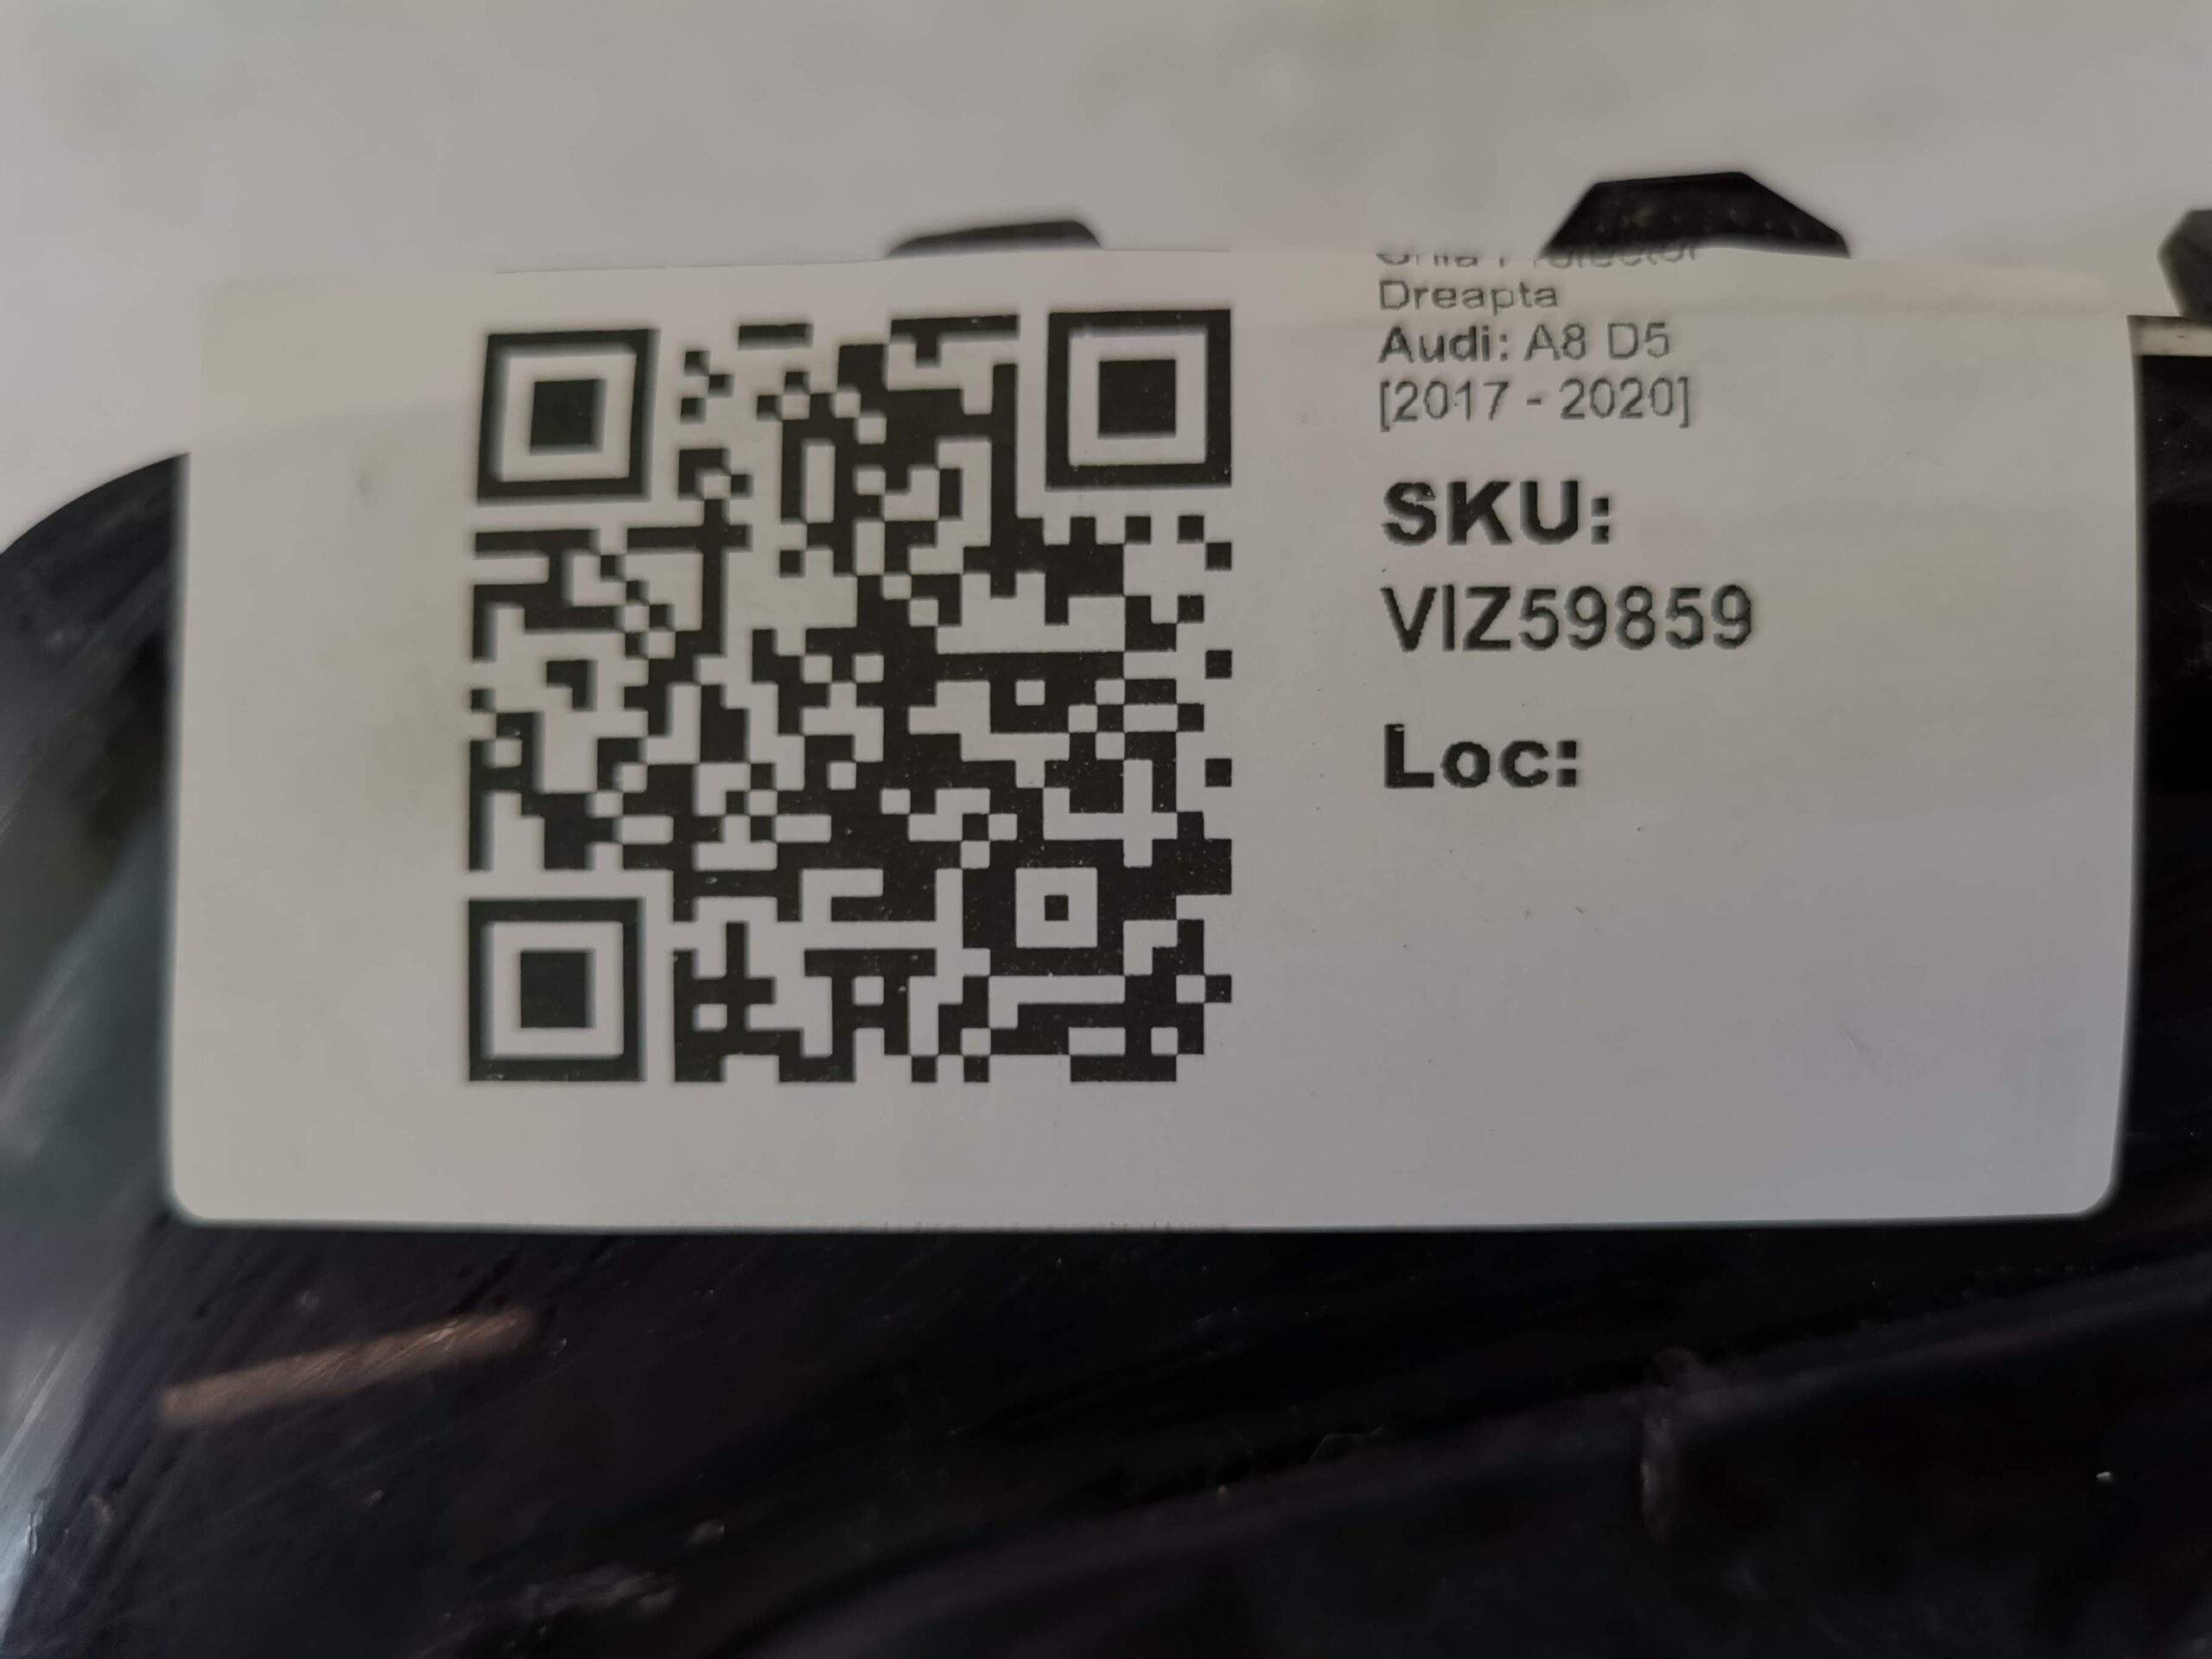 Dreapta
Audi: A8 D5
[2017 - 2020]
SKU:
VIZ59859
Loc: